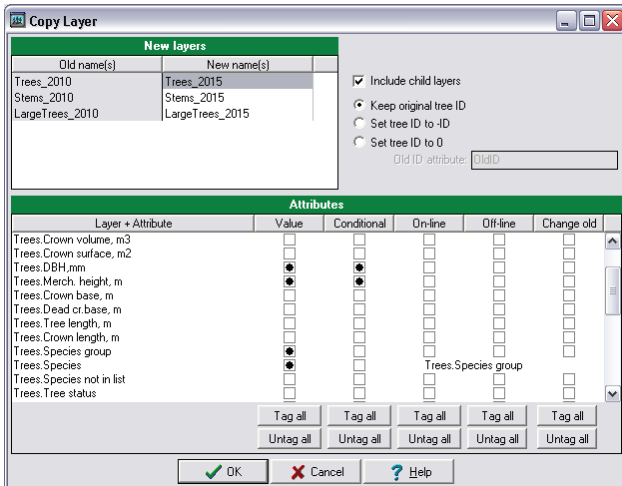 Copy Layer
New layers
Old name(s) New name(s)
Trees_2010 Trees_2015
Stems_2010 Stems_2015
LargeTrees_2010 LargeTrees_2015
Include child layers
Keep original tree ID
Set tree ID to -ID
Set tree ID to 0
Old ID attribute: OldID
Attributes
Layer + Attribute Value Conditional On-line Off-line Change old
Trees.Crown volume, m3
Trees.Crown surface, m2
Trees.DBH,mm
Trees.Merch. height, m
Trees.Crown base, m
Trees.Dead cr.base, m
Trees.Tree length, m
Trees.Crown length, m
Trees.Species group
Trees.Species Trees.Species group
Trees.Species not in list
Trees.Tree status
Tag all Tag all Tag all Tag all Tag all
Untag all Untag all Untag all Untag all Untag all
OK Cancel ? Help